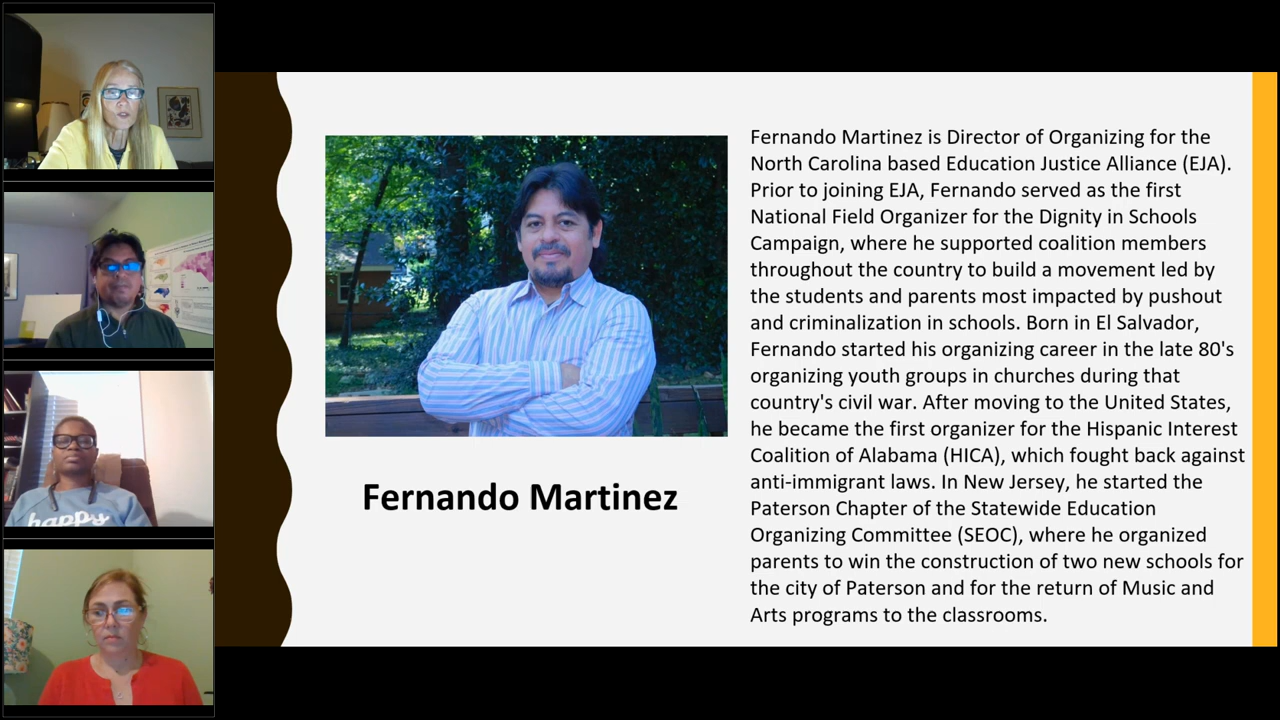 happy
Fernando Martinez
Fernando Martinez is Director of Organizing for the
North Carolina based Education Justice Alliance (EJA).
Prior to joining EJA, Fernando served as the first
National Field Organizer for the Dignity in Schools
Campaign, where he supported coalition members
throughout the country to build a movement led by
the students and parents most impacted by pushout
and criminalization in schools. Born in El Salvador,
Fernando started his organizing career in the late 80's
organizing youth groups in churches during that
country's civil war. After moving to the United States,
he became the first organizer for the Hispanic Interest
Coalition of Alabama (HICA), which fought back against
anti-immigrant laws. In New Jersey, he started the
Paterson Chapter of the Statewide Education
Organizing Committee (SEOC), where he organized
parents to win the construction of two new schools for
the city of Paterson and for the return of Music and
Arts programs to the classrooms.